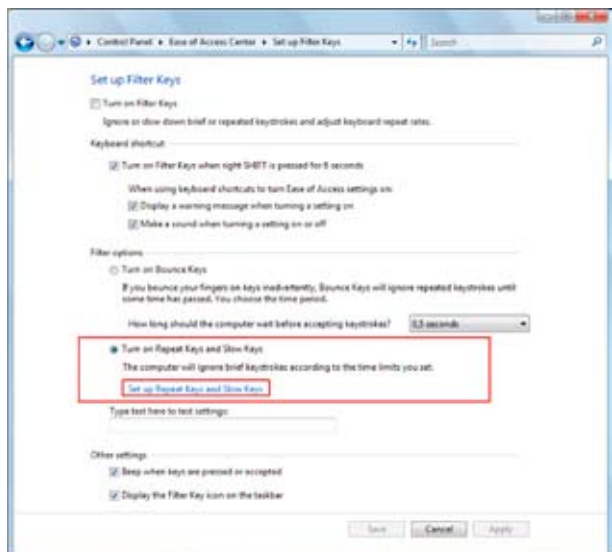 Control Panel ▸ Ease of Access Center ▸ Set up Filter Keys
Search
Set up Filter Keys
Turn on Filter Keys
Ignore or slow down brief or repeated keystrokes and adjust keyboard repeat rates.
Keyboard shortcut
Turn on Filter Keys when right SHIFT is pressed for 8 seconds
When using keyboard shortcuts to turn Ease of Access settings on:
Display a warning message when turning a setting on
Make a sound when turning a setting on or off
Filter options
Turn on Bounce Keys
If you bounce your fingers on keys inadvertently, Bounce Keys will ignore repeated keystrokes until
some time has passed. You choose the time period.
How long should the computer wait before accepting keystrokes?
0,5 seconds
Turn on Repeat Keys and Slow Keys
The computer will ignore brief keystrokes according to the time limits you set.
Set up Repeat Keys and Slow Keys
Type text here to test settings:
Other settings
Beep when keys are pressed or accepted
Display the Filter Key icon on the taskbar
Save
Cancel
Apply